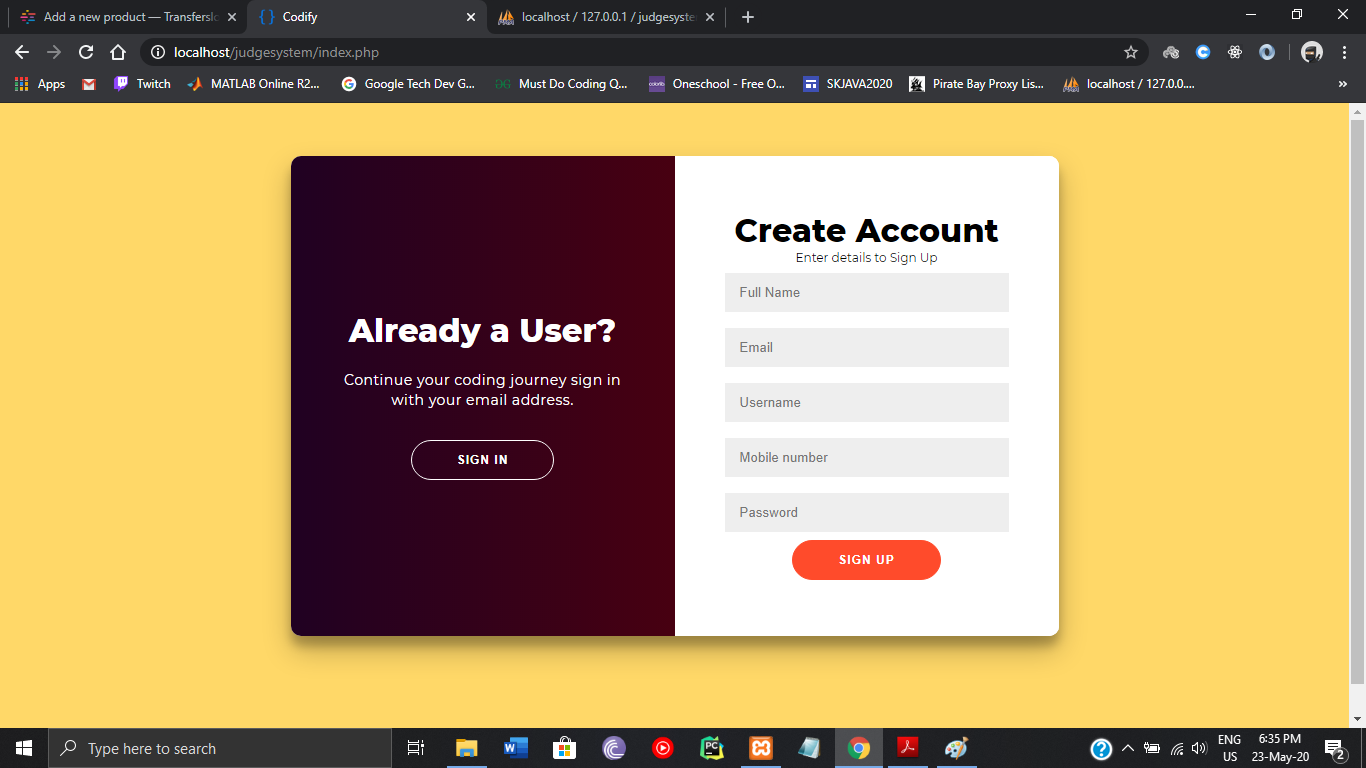 Add a new product — Transferslo
Codify
localhost / 127.0.0.1 / judgesyste
localhost/judgesystem/index.php
Apps
Twitch
MATLAB Online R2...
Google Tech Dev G...
Must Do Coding Q...
Oneschool - Free O...
SKJAVA2020
Pirate Bay Proxy Lis...
localhost / 127.0.0....
»
Already a User?
Continue your coding journey sign in
with your email address.
SIGN IN
Create Account
Enter details to Sign Up
Full Name
Email
Username
Mobile number
Password
SIGN UP
Type here to search
ENG
US
6:35 PM
23-May-20
2